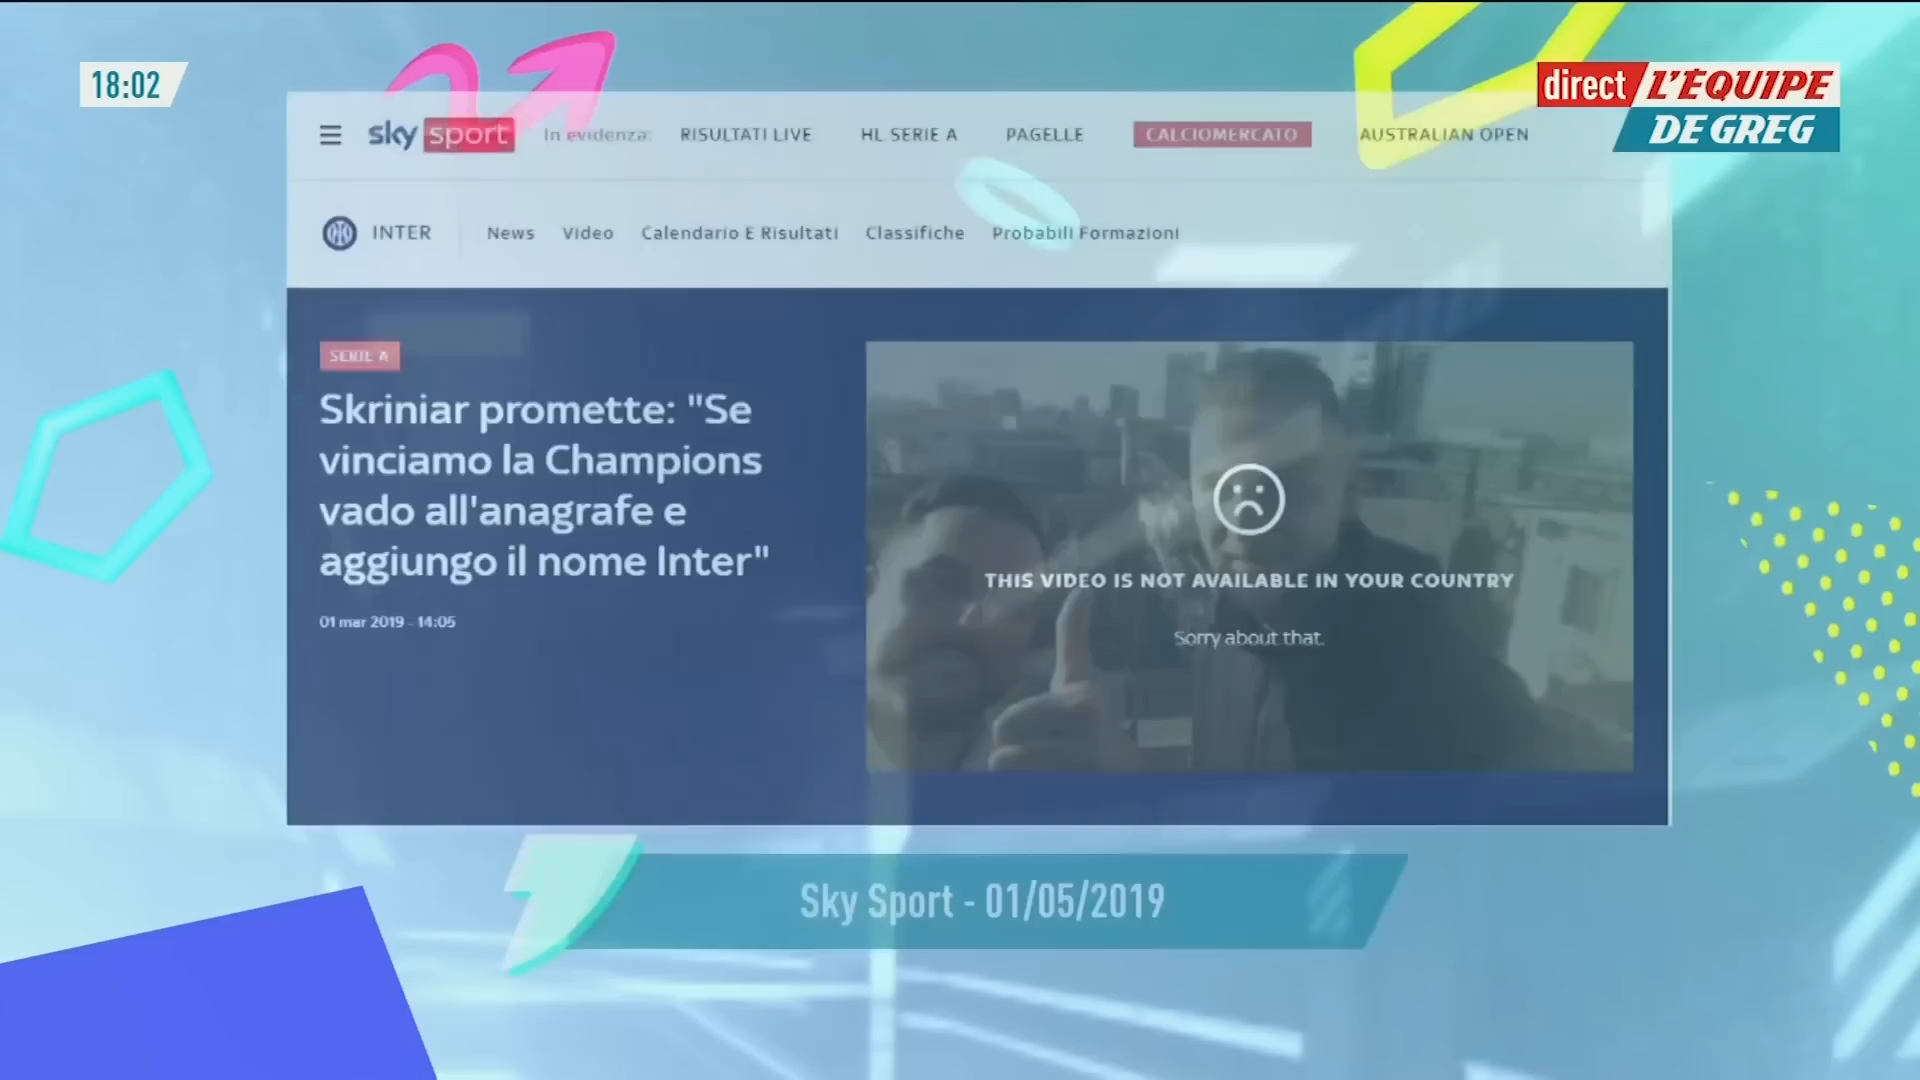 18:02
direct L'ÉQUIPE
DE GREG
sky sport In evidenza: RISULTATI LIVE HL SERIE A PAGELLE CALCIOMERCATO AUSTRALIAN OPEN
INTER News Video Calendario E Risultati Classifiche Probabili Formazioni
SERIE A
Skriniar promette: "Se
vinciamo la Champions
vado all'anagrafe e
aggiungo il nome Inter"
01 mar 2019 - 14:05
THIS VIDEO IS NOT AVAILABLE IN YOUR COUNTRY
Sorry about that.
Sky Sport - 01/05/2019